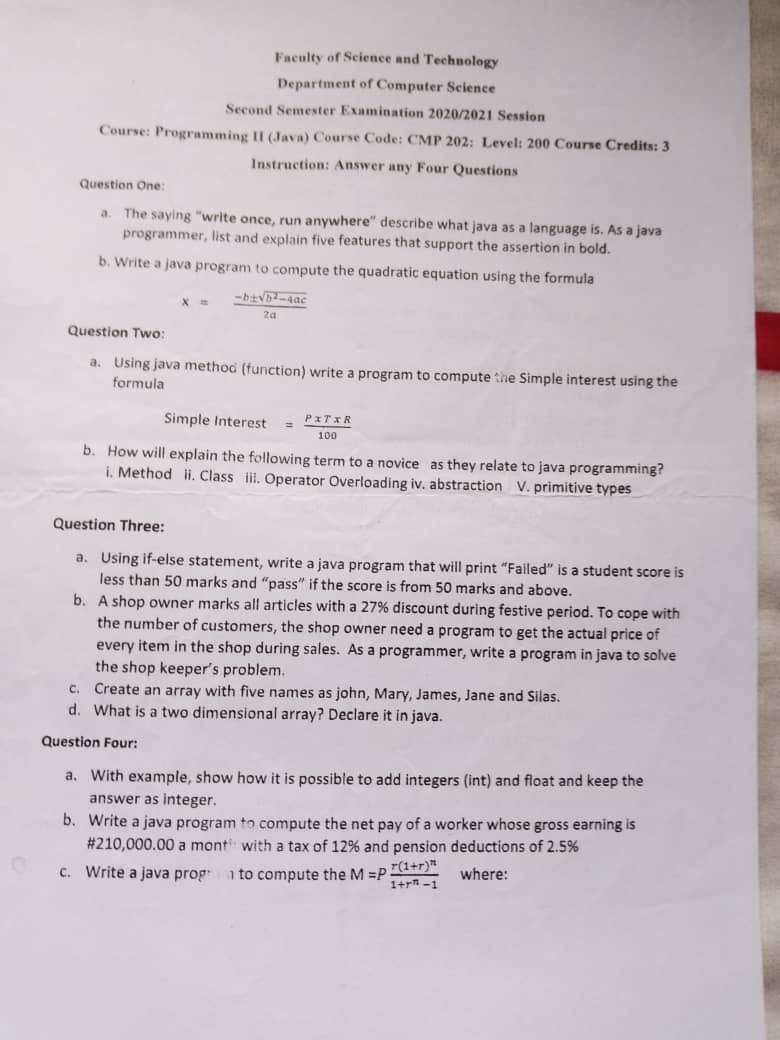 Faculty of Science and Technology
Department of Computer Science
Second Semester Examination 2020/2021 Session
Course: Programming II (Java) Course Code: CMP 202: Level: 200 Course Credits: 3
Instruction: Answer any Four Questions
Question One:
a. The saying "write once, run anywhere" describe what java as a language is. As a java
programmer, list and explain five features that support the assertion in bold.
b. Write a java program to compute the quadratic equation using the formula
x = −b±√b²−4ac / 2a
Question Two:
a. Using java method (function) write a program to compute the Simple interest using the
formula
Simple Interest = P x T x R / 100
b. How will explain the following term to a novice as they relate to java programming?
i. Method ii. Class iii. Operator Overloading iv. abstraction V. primitive types
Question Three:
a. Using if-else statement, write a java program that will print "Failed" is a student score is
less than 50 marks and "pass" if the score is from 50 marks and above.
b. A shop owner marks all articles with a 27% discount during festive period. To cope with
the number of customers, the shop owner need a program to get the actual price of
every item in the shop during sales. As a programmer, write a program in java to solve
the shop keeper's problem.
c. Create an array with five names as john, Mary, James, Jane and Silas.
d. What is a two dimensional array? Declare it in java.
Question Four:
a. With example, show how it is possible to add integers (int) and float and keep the
answer as integer.
b. Write a java program to compute the net pay of a worker whose gross earning is
#210,000.00 a mont with a tax of 12% and pension deductions of 2.5%
c. Write a java prog to compute the M =P r(1+r)ⁿ / 1+rⁿ −1 where: